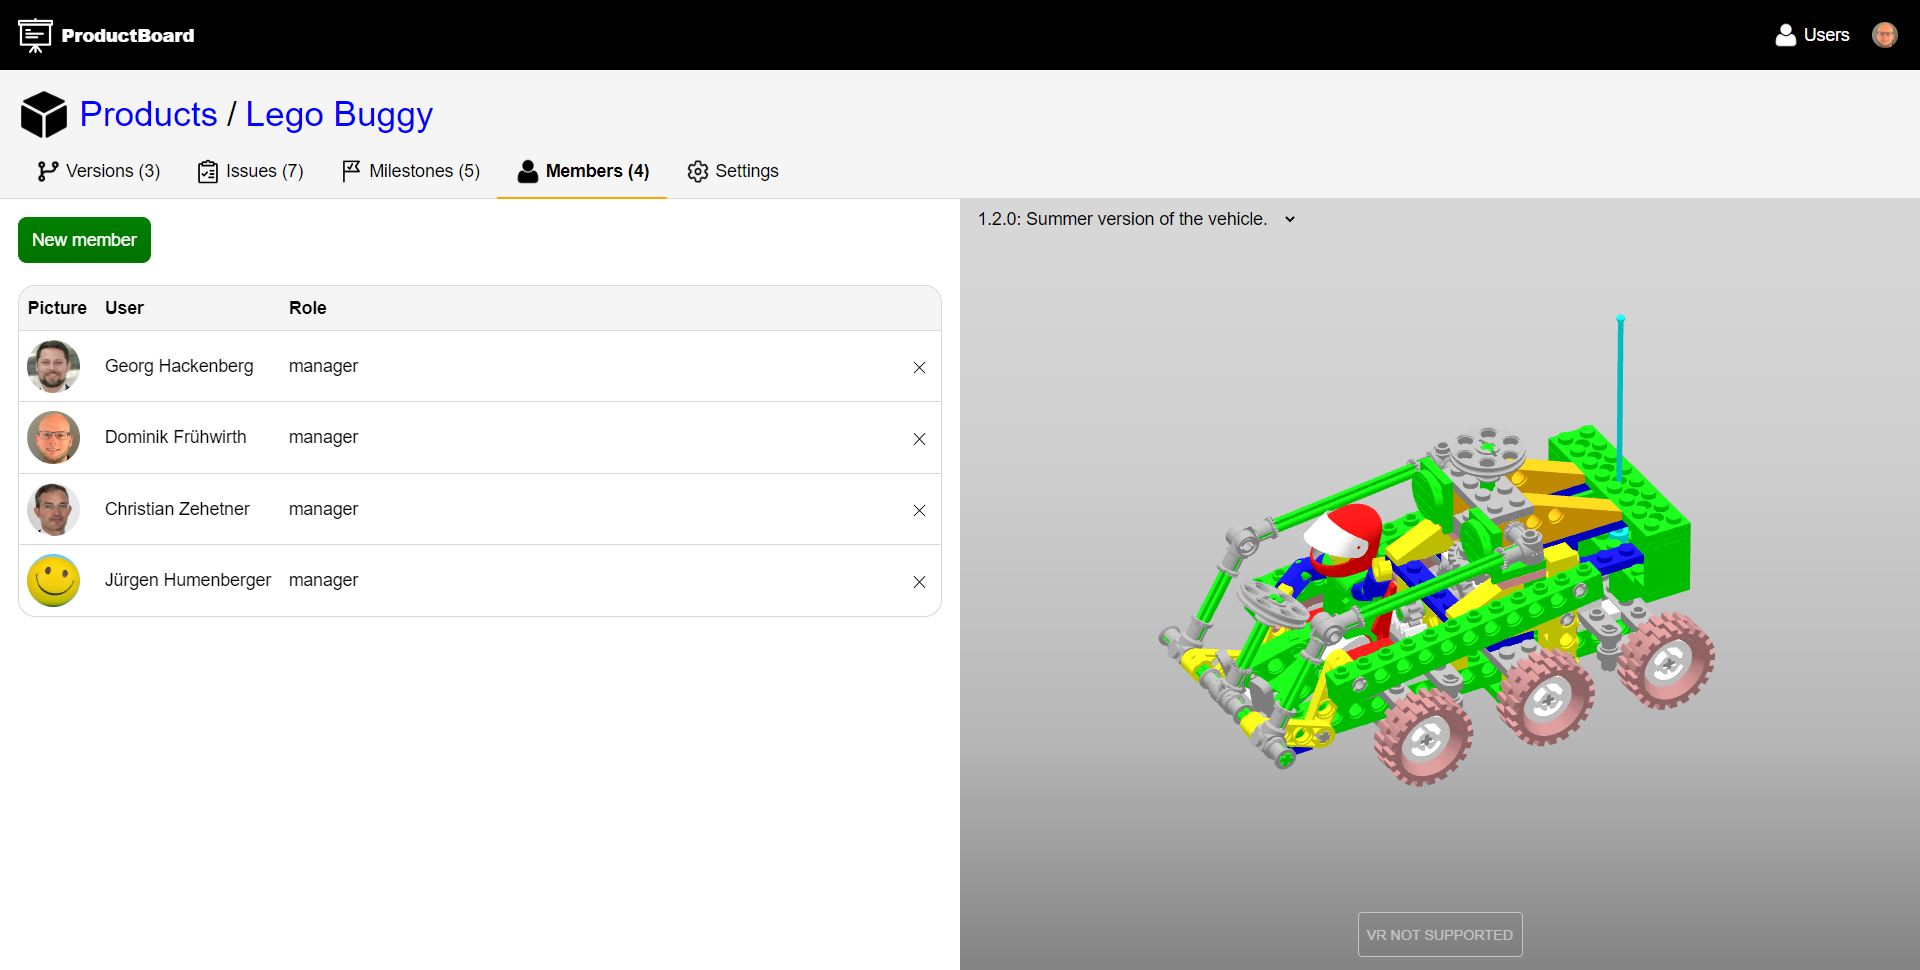 ProductBoard
Users
Products / Lego Buggy
Versions (3)
Issues (7)
Milestones (5)
Members (4)
Settings
New member
1.2.0: Summer version of the vehicle.
Picture User Role
Georg Hackenberg manager
Dominik Frühwirth manager
Christian Zehetner manager
Jürgen Humenberger manager
VR NOT SUPPORTED